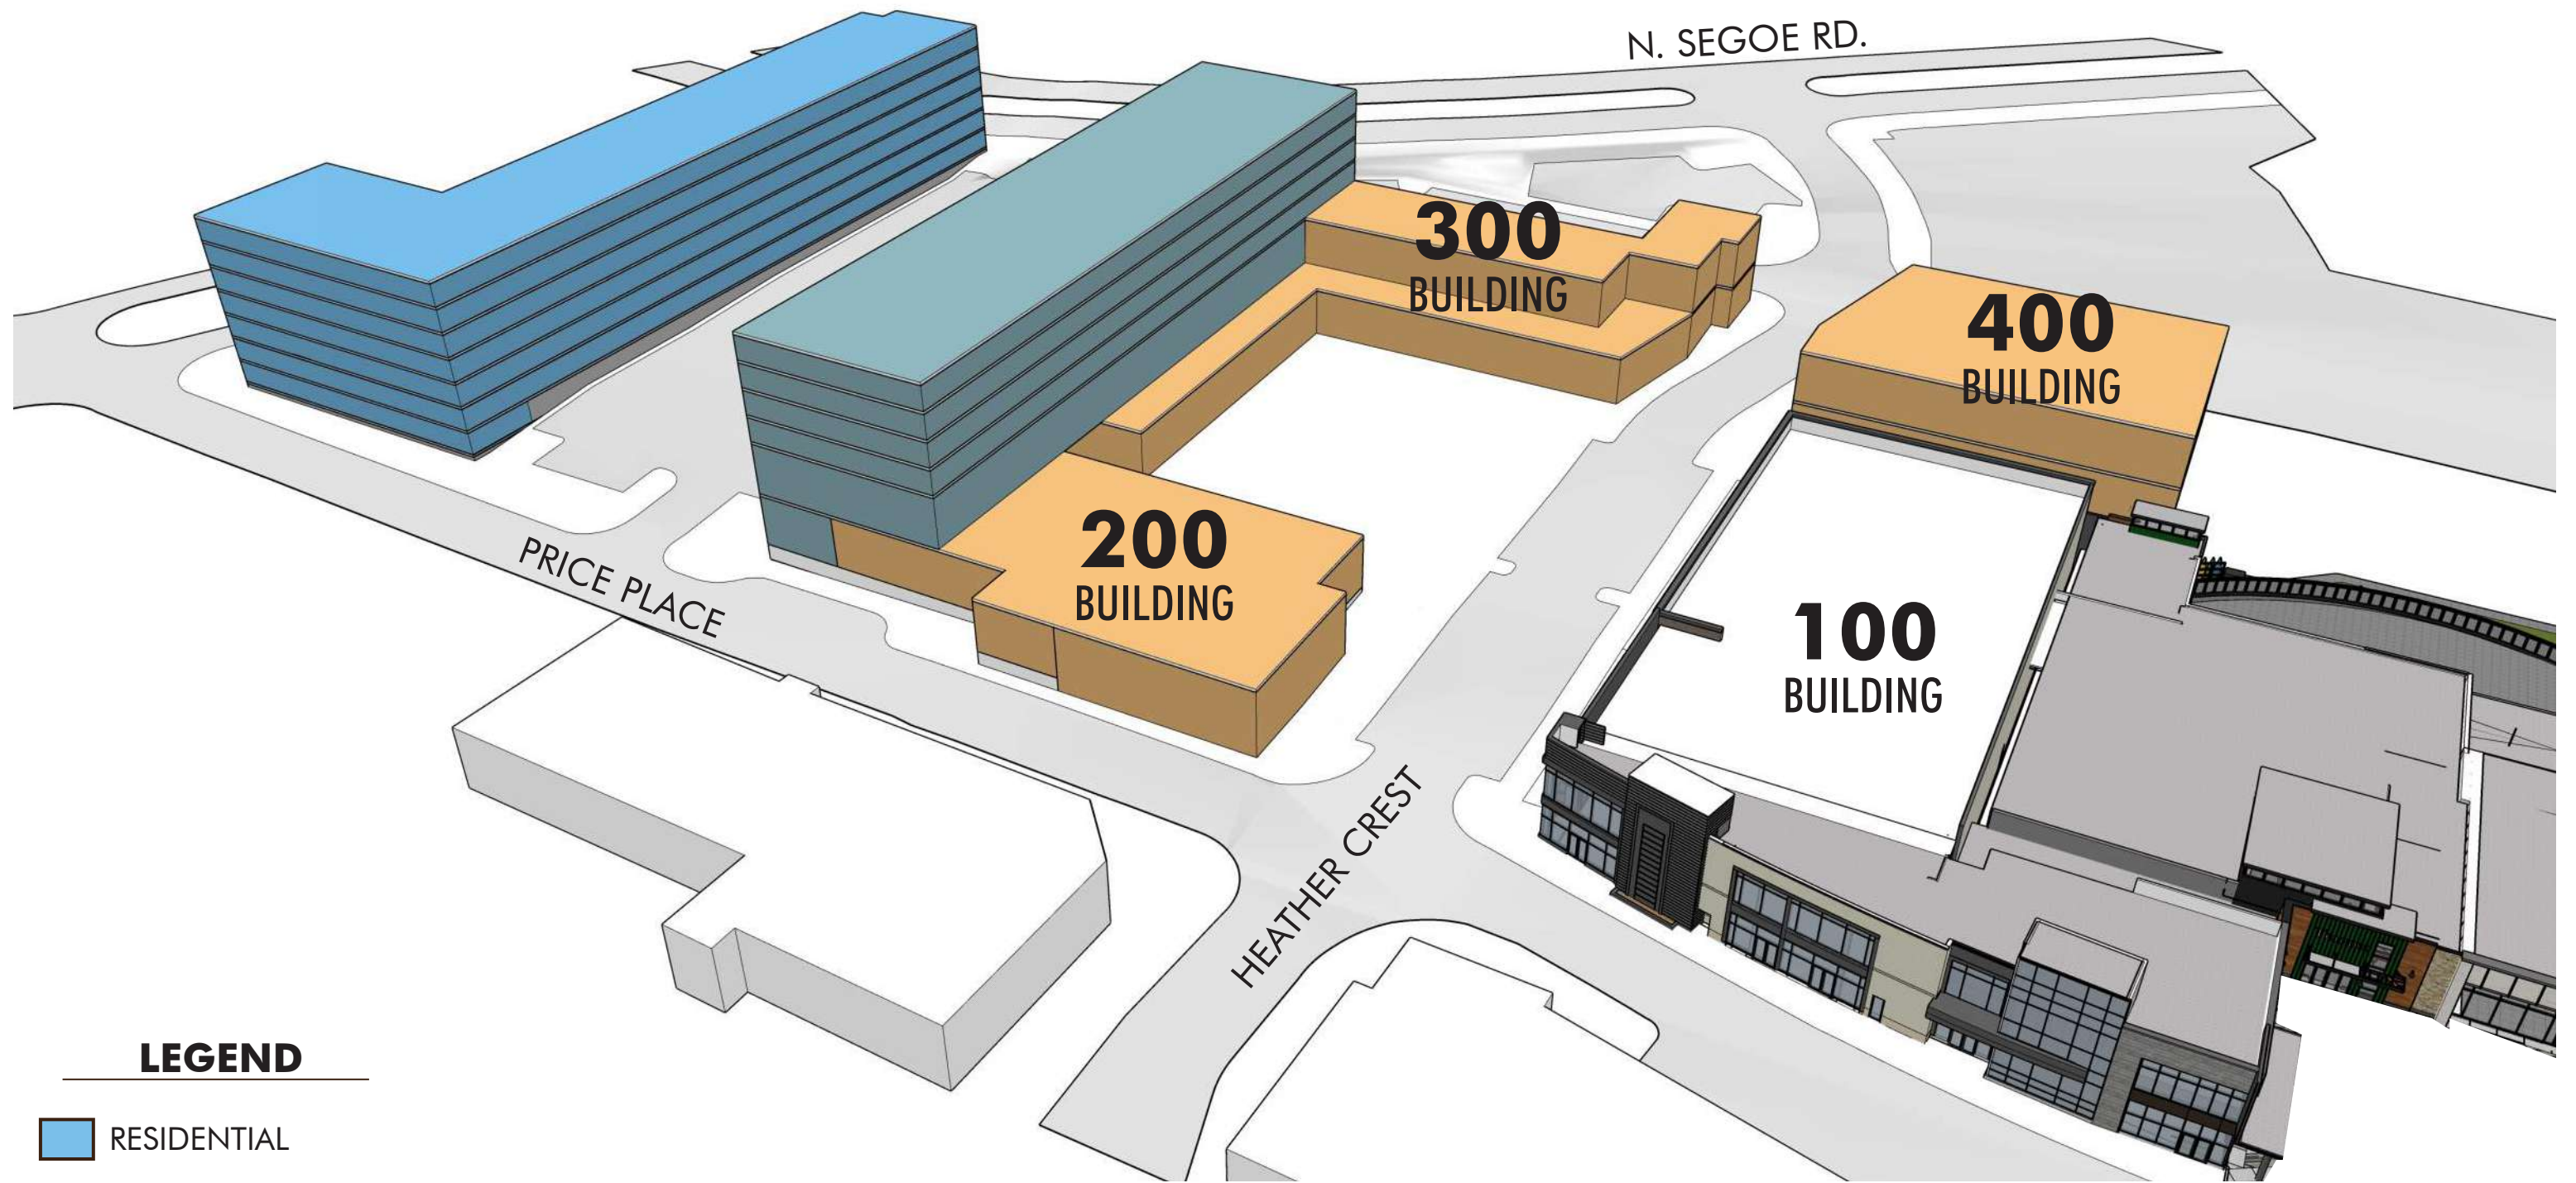 N. SEGOE RD.
300
BUILDING
400
BUILDING
200
BUILDING
PRICE PLACE
100
BUILDING
HEATHER CREST
LEGEND
RESIDENTIAL